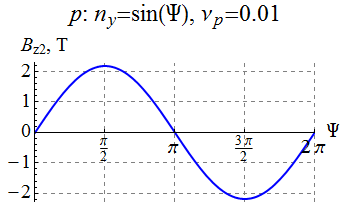 p: n_y=sin(Ψ), ν_p=0.01
B_z2, T
2
1
0
−1
−2
π/2
π
3π/2
2π
Ψ